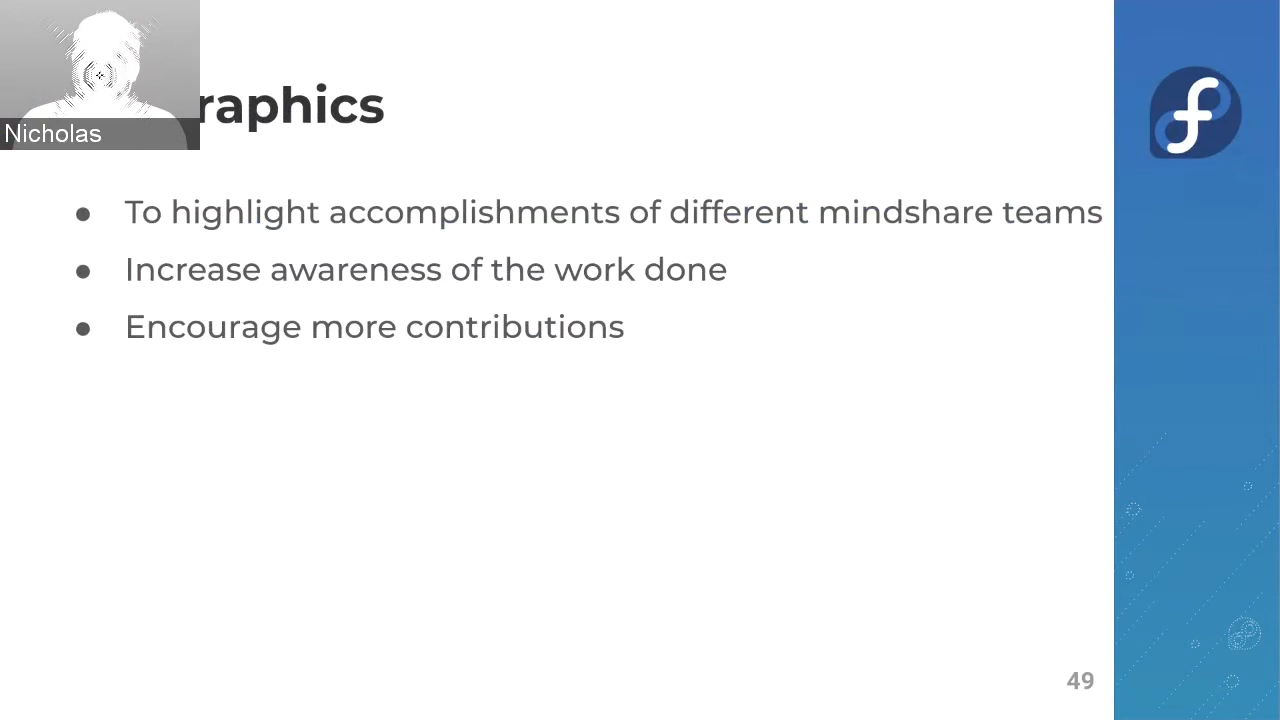 raphics
Nicholas
● To highlight accomplishments of different mindshare teams
● Increase awareness of the work done
● Encourage more contributions
49